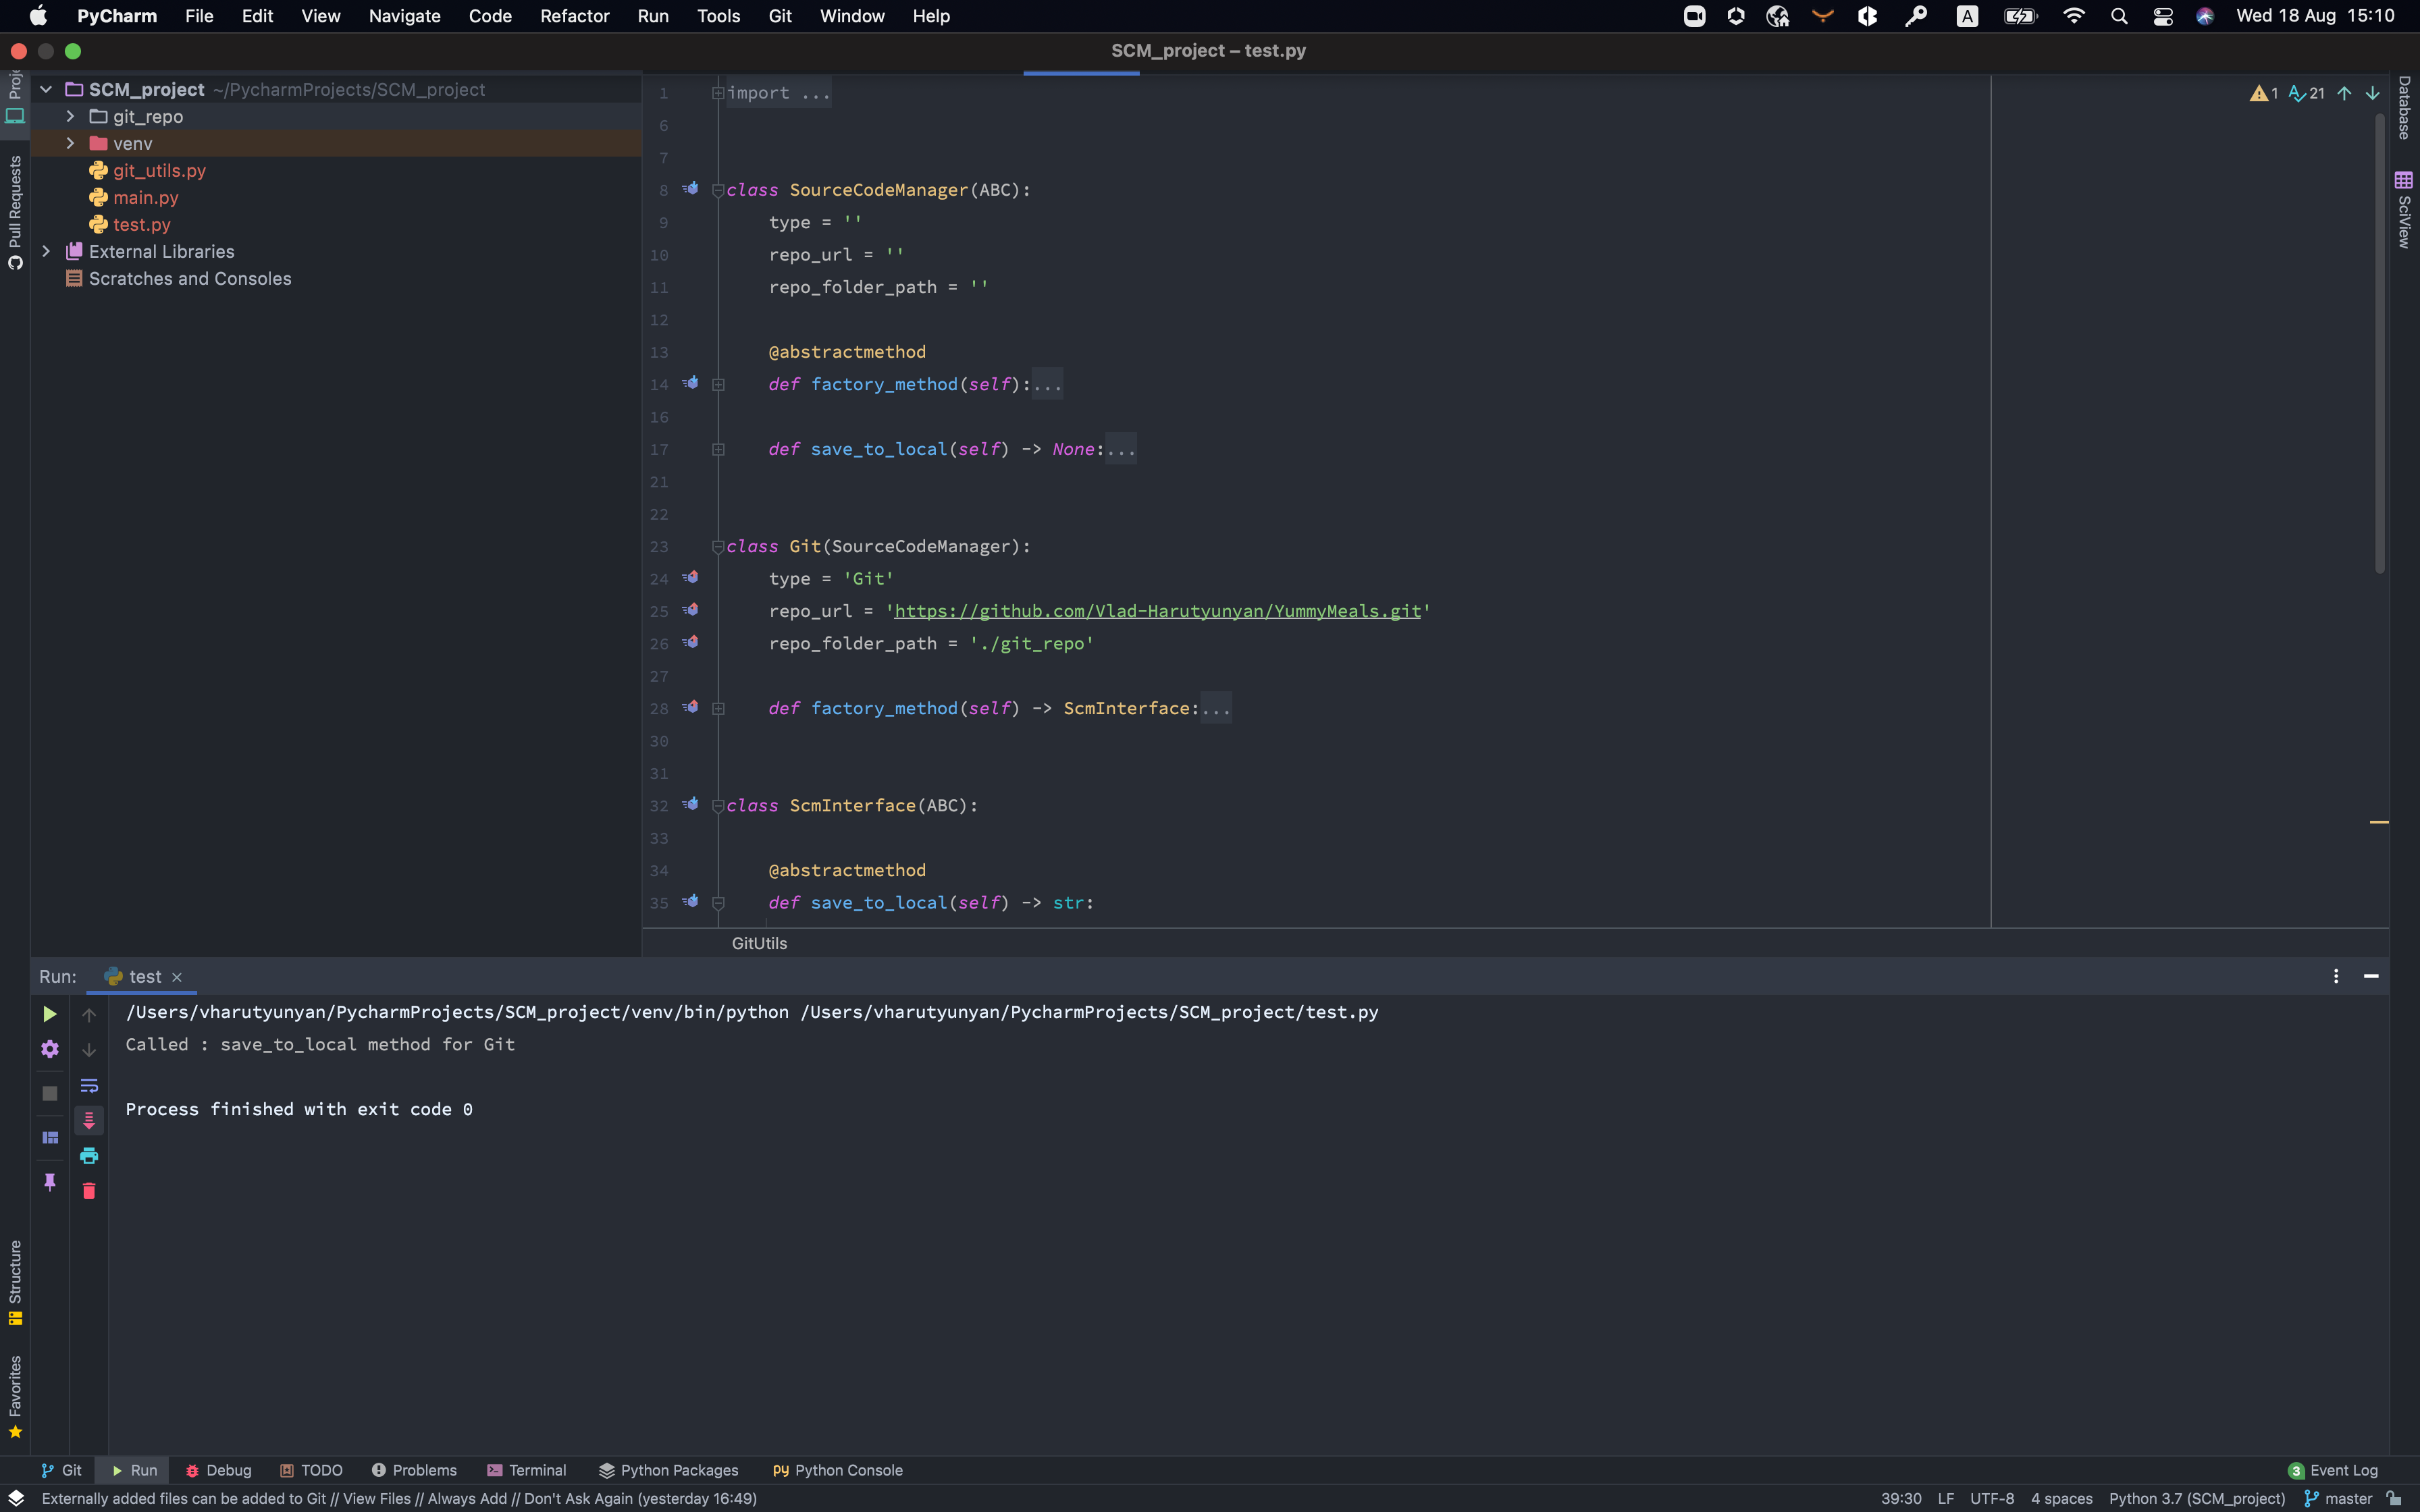 PyCharm File Edit View Navigate Code Refactor Run Tools Git Window Help A Wed 18 Aug 15:10
SCM_project – test.py
Pull Requests
Structure
Favorites
SCM_project ~/PycharmProjects/SCM_project
git_repo
venv
git_utils.py
main.py
test.py
External Libraries
Scratches and Consoles
1 import ...
6
7
8 class SourceCodeManager(ABC):
9 type = ''
10 repo_url = ''
11 repo_folder_path = ''
12
13 @abstractmethod
14 def factory_method(self):...
16
17 def save_to_local(self) -> None:...
21
22
23 class Git(SourceCodeManager):
24 type = 'Git'
25 repo_url = 'https://github.com/Vlad-Harutyunyan/YummyMeals.git'
26 repo_folder_path = './git_repo'
27
28 def factory_method(self) -> ScmInterface:...
30
31
32 class ScmInterface(ABC):
33
34 @abstractmethod
35 def save_to_local(self) -> str:
1 21
Database
SciView
GitUtils
Run: test ×
/Users/vharutyunyan/PycharmProjects/SCM_project/venv/bin/python /Users/vharutyunyan/PycharmProjects/SCM_project/test.py
Called : save_to_local method for Git
Process finished with exit code 0
Git Run Debug TODO Problems Terminal Python Packages Python Console 3 Event Log
Externally added files can be added to Git // View Files // Always Add // Don't Ask Again (yesterday 16:49) 39:30 LF UTF-8 4 spaces Python 3.7 (SCM_project) master